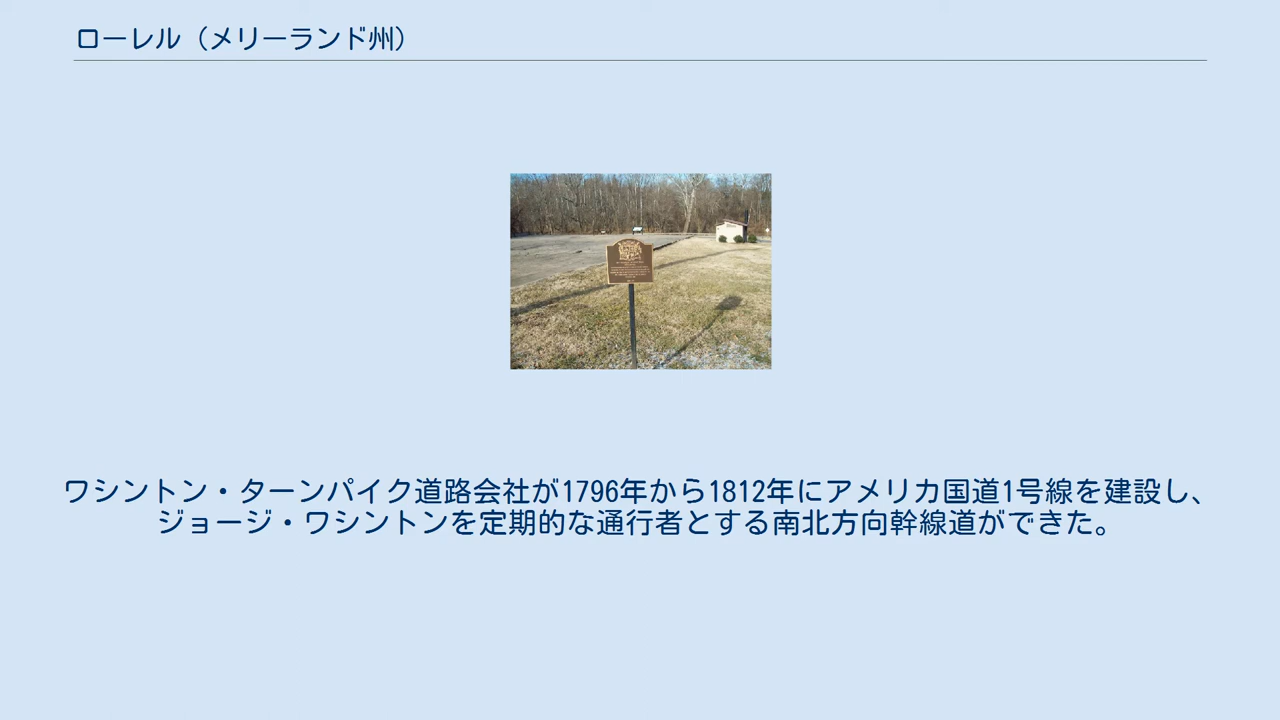 ローレル（メリーランド州）
ワシントン・ターンパイク道路会社が1796年から1812年にアメリカ国道1号線を建設し、
ジョージ・ワシントンを定期的な通行者とする南北方向幹線道ができた。